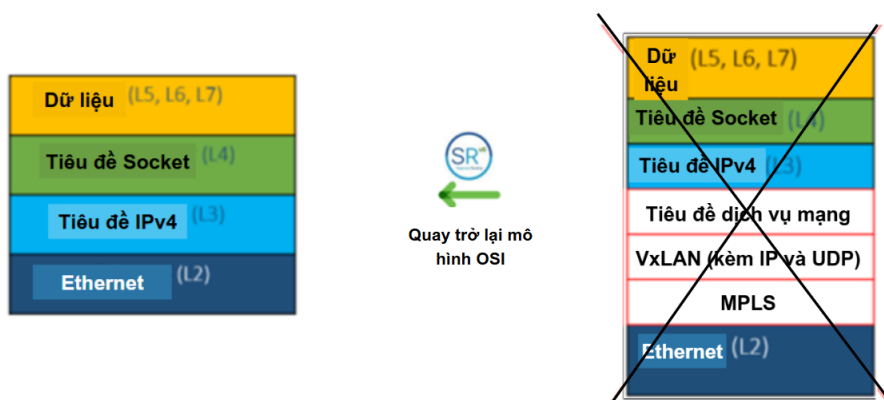 Dữ liệu (L5, L6, L7)
Tiêu đề Socket (L4)
Tiêu đề IPv4 (L3)
Ethernet (L2)
SR
Quay trở lại mô
hình OSI
Dữ (L5, L6, L7)
liệu
Tiêu đề Socket (L4)
Tiêu đề IPv4 (L3)
Tiêu đề dịch vụ mạng
VxLAN (kèm IP và UDP)
MPLS
Ethernet (L2)